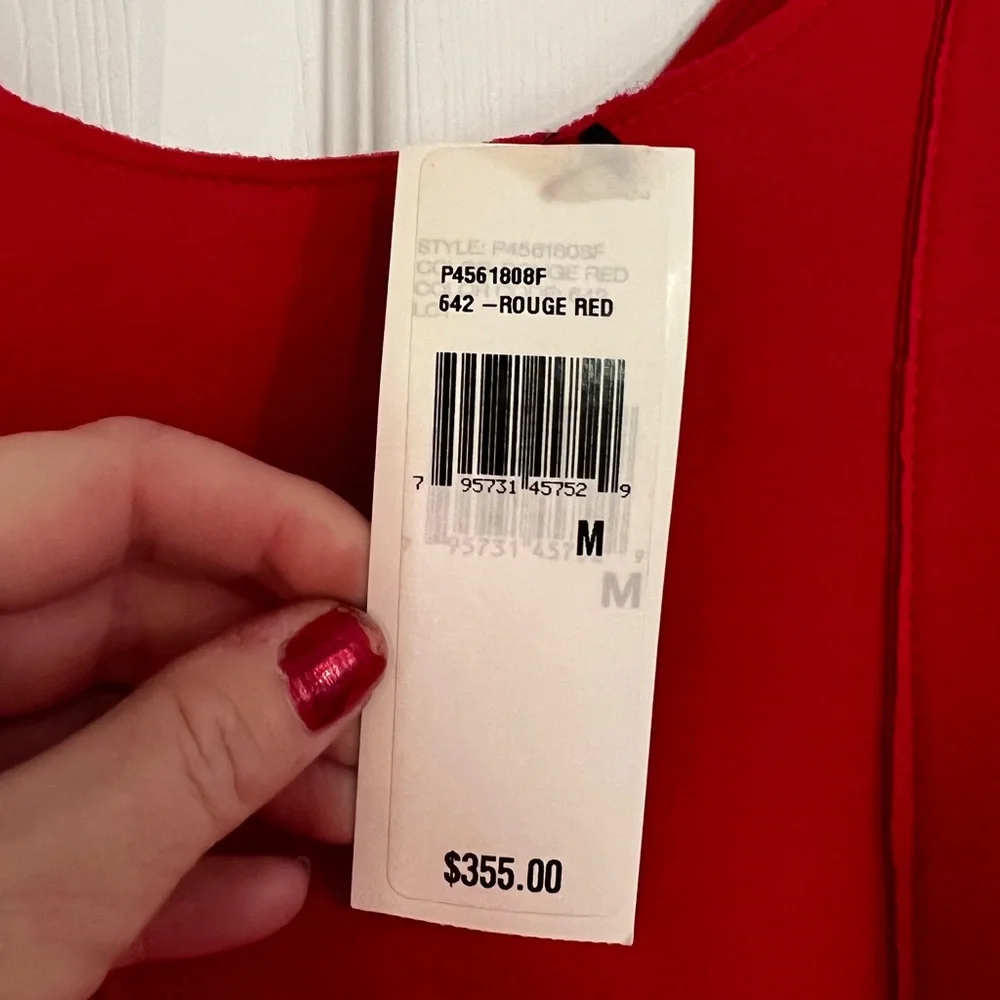 STYLE: P4561808F
P4561808F
642 –ROUGE RED
7 95731 45752 9
M
M
$355.00